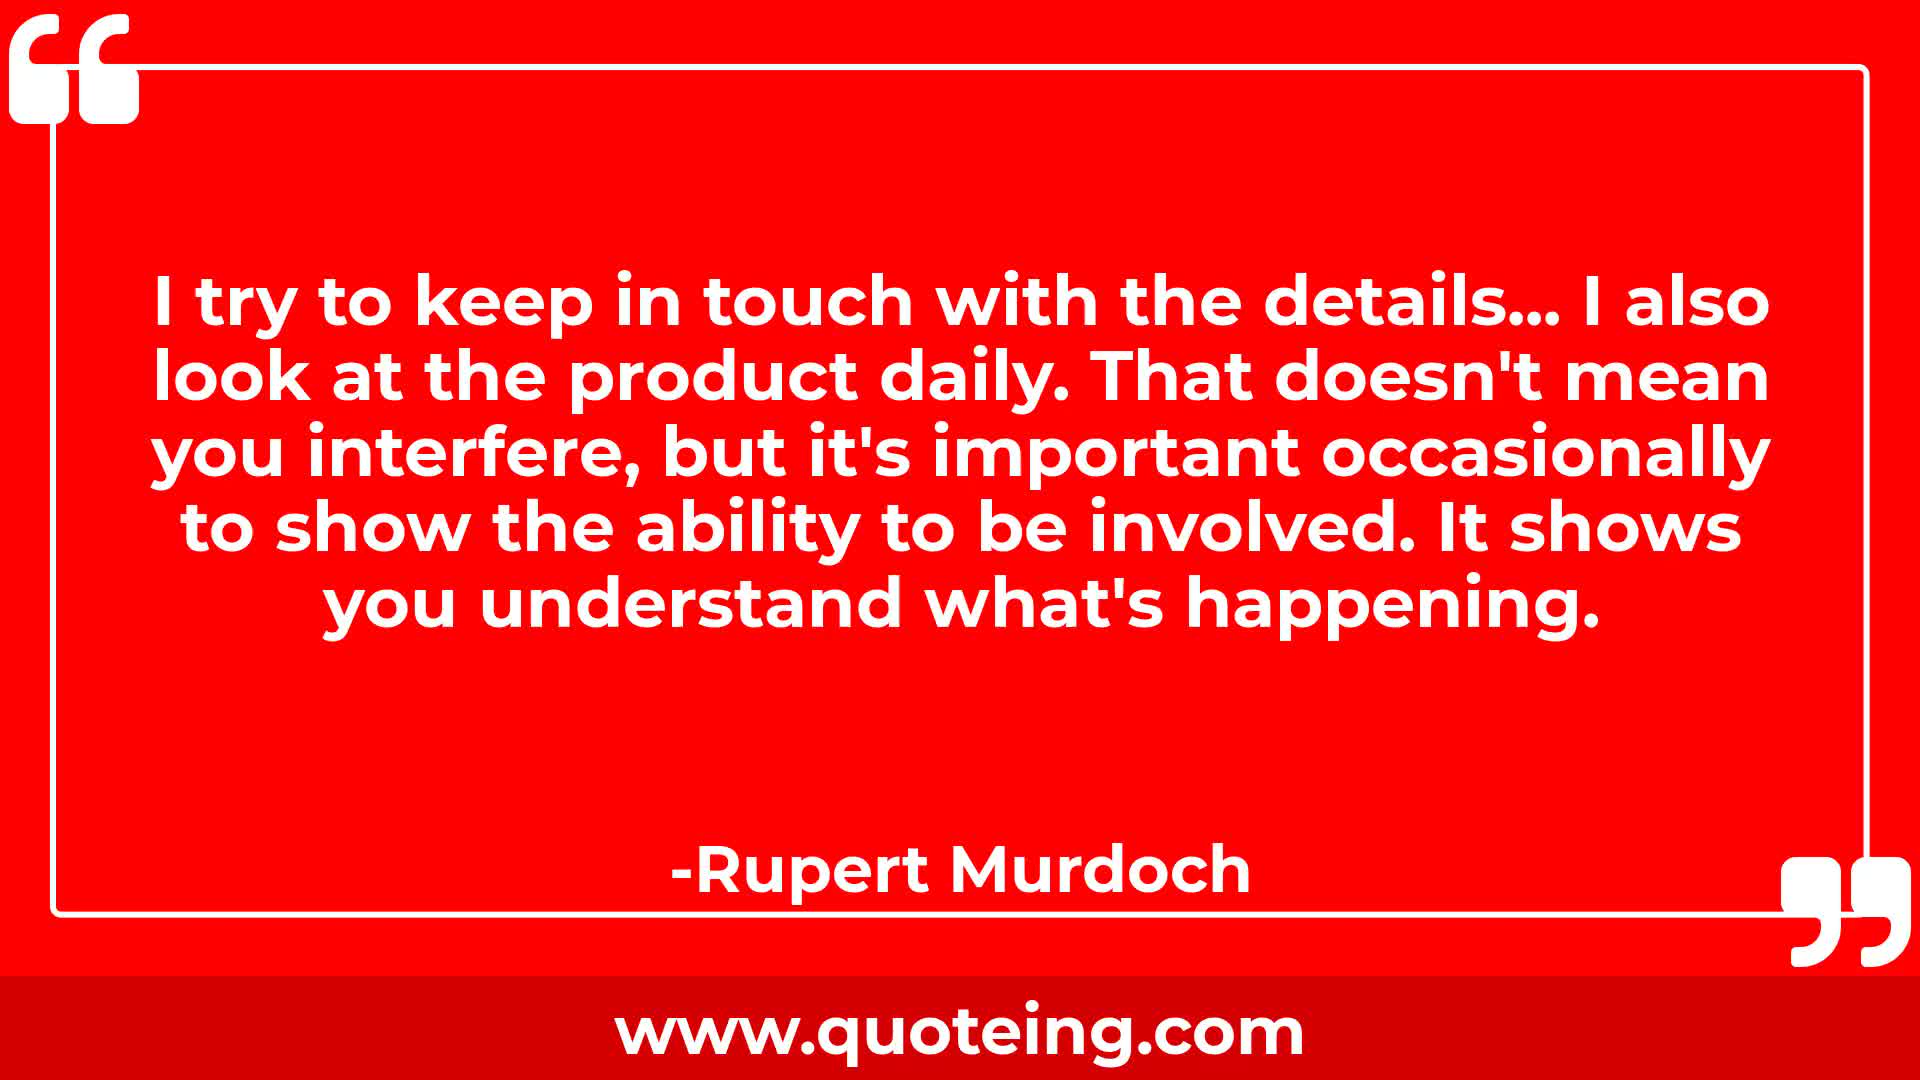 I try to keep in touch with the details... I also
look at the product daily. That doesn't mean
you interfere, but it's important occasionally
to show the ability to be involved. It shows
you understand what's happening.
-Rupert Murdoch
www.quoteing.com